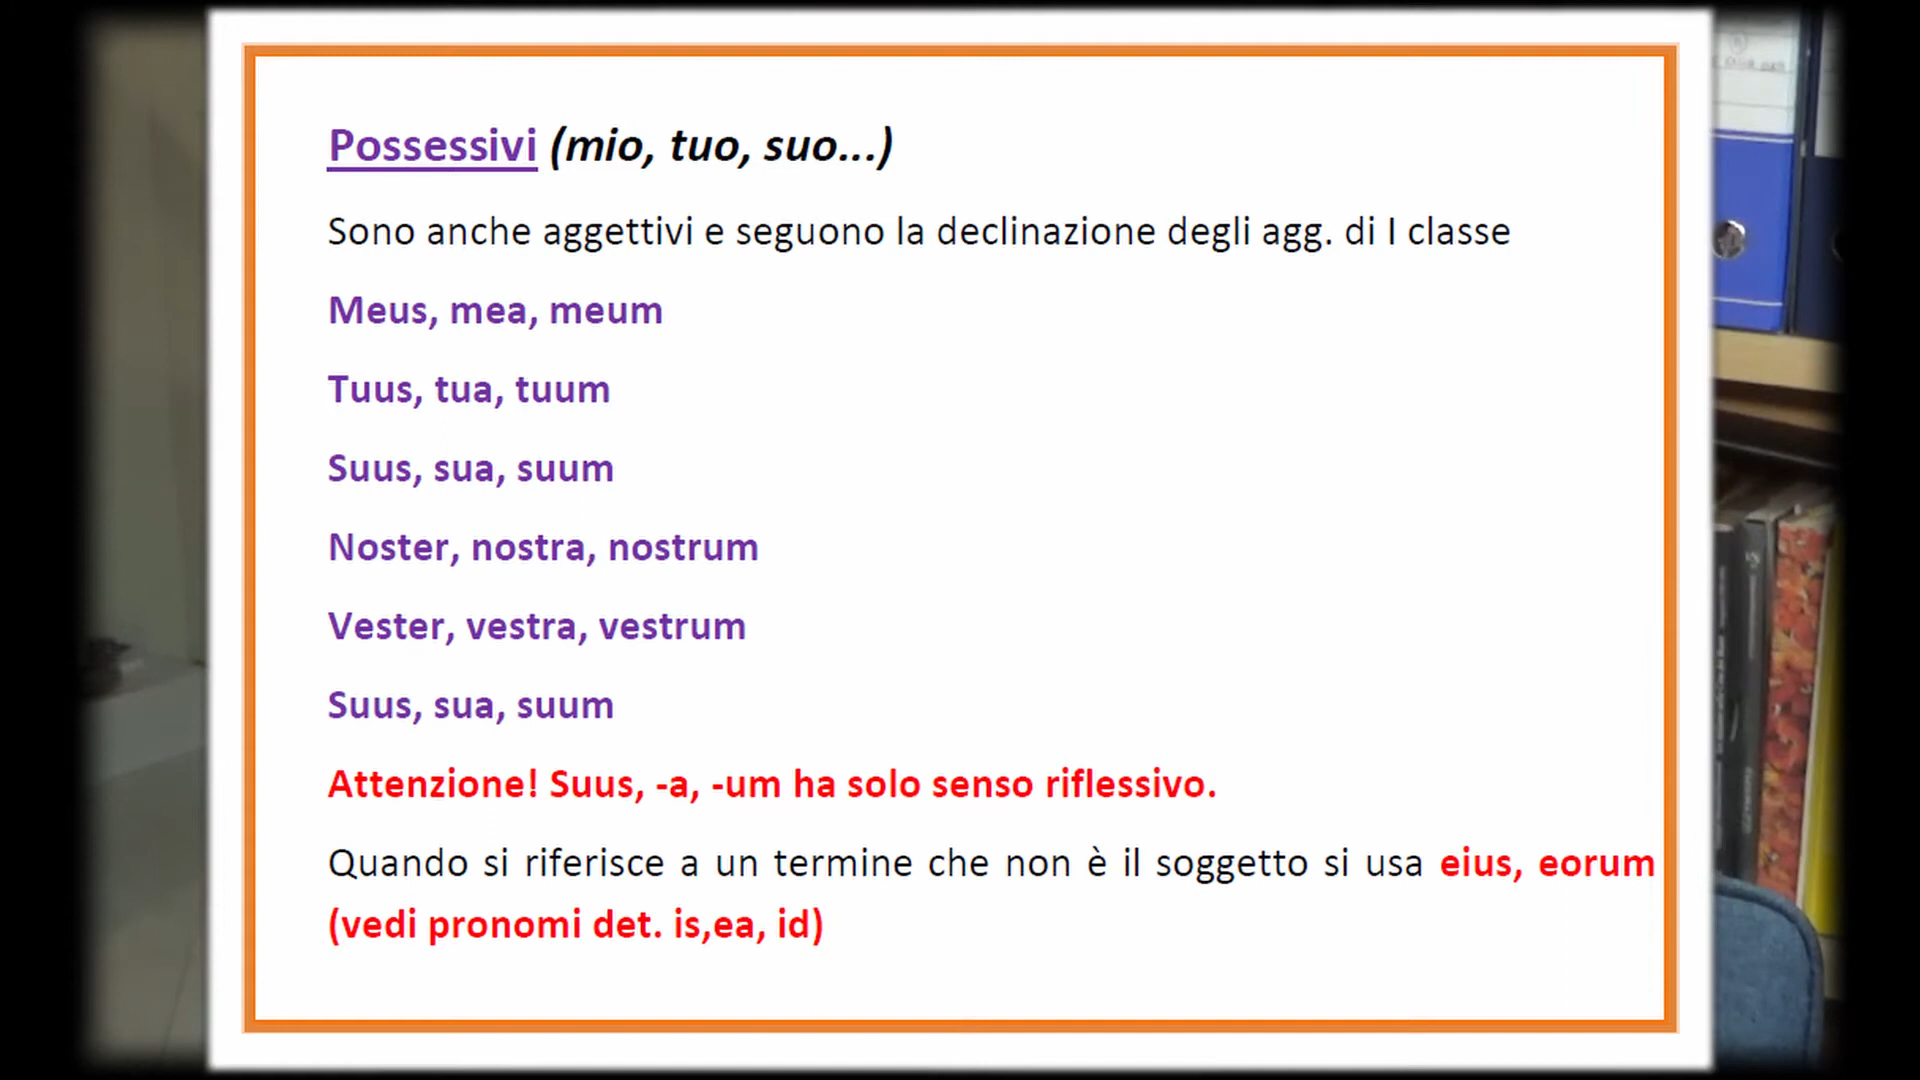 Possessivi (mio, tuo, suo...)
Sono anche aggettivi e seguono la declinazione degli agg. di I classe
Meus, mea, meum
Tuus, tua, tuum
Suus, sua, suum
Noster, nostra, nostrum
Vester, vestra, vestrum
Suus, sua, suum
Attenzione! Suus, -a, -um ha solo senso riflessivo.
Quando si riferisce a un termine che non è il soggetto si usa eius, eorum
(vedi pronomi det. is,ea, id)